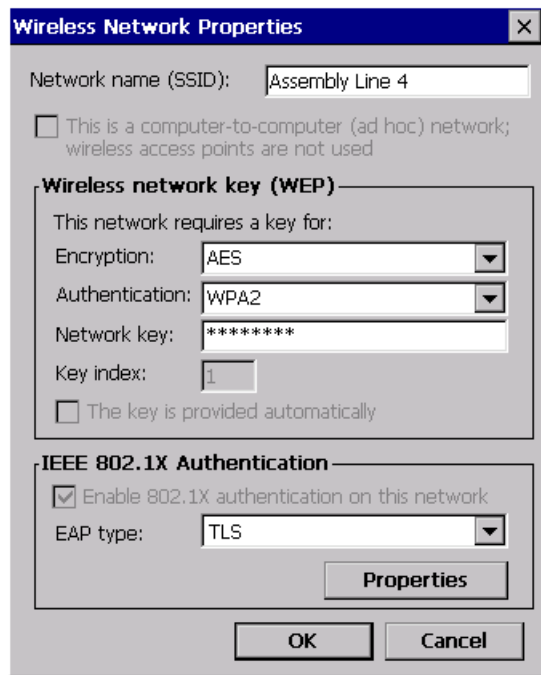 Wireless Network Properties
Network name (SSID): Assembly Line 4
This is a computer-to-computer (ad hoc) network;
wireless access points are not used
Wireless network key (WEP)
This network requires a key for:
Encryption: AES
Authentication: WPA2
Network key: ********
Key index: 1
The key is provided automatically
IEEE 802.1X Authentication
Enable 802.1X authentication on this network
EAP type: TLS
Properties
OK Cancel